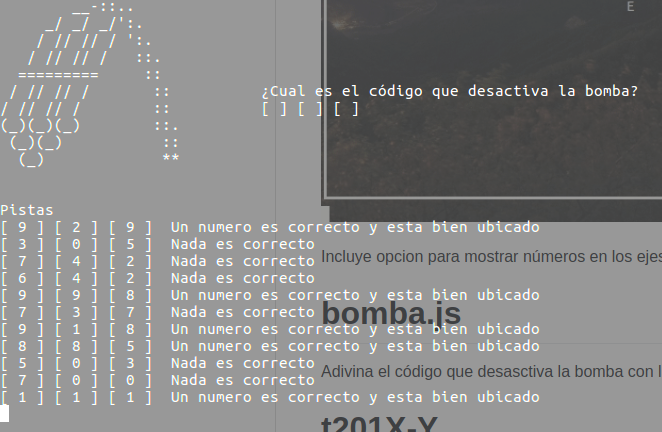 E
¿Cual es el código que desactiva la bomba?
[ ] [ ] [ ]
Pistas
[ 9 ] [ 2 ] [ 9 ] Un numero es correcto y esta bien ubicado
[ 3 ] [ 0 ] [ 5 ] Nada es correcto
[ 7 ] [ 4 ] [ 2 ] Nada es correcto
Incluye opcion para mostrar números en los ejes
[ 6 ] [ 4 ] [ 2 ] Nada es correcto
[ 9 ] [ 9 ] [ 8 ] Un numero es correcto y esta bien ubicado
[ 7 ] [ 3 ] [ 7 ] Nada es correcto
bomba.js
[ 9 ] [ 1 ] [ 8 ] Un numero es correcto y esta bien ubicado
[ 8 ] [ 8 ] [ 5 ] Un numero es correcto y esta bien ubicado
[ 5 ] [ 0 ] [ 3 ] Nada es correcto
Adivina el código que desasctiva la bomba con
[ 7 ] [ 0 ] [ 0 ] Nada es correcto
[ 1 ] [ 1 ] [ 1 ] Un numero es correcto y esta bien ubicado
t201X-Y